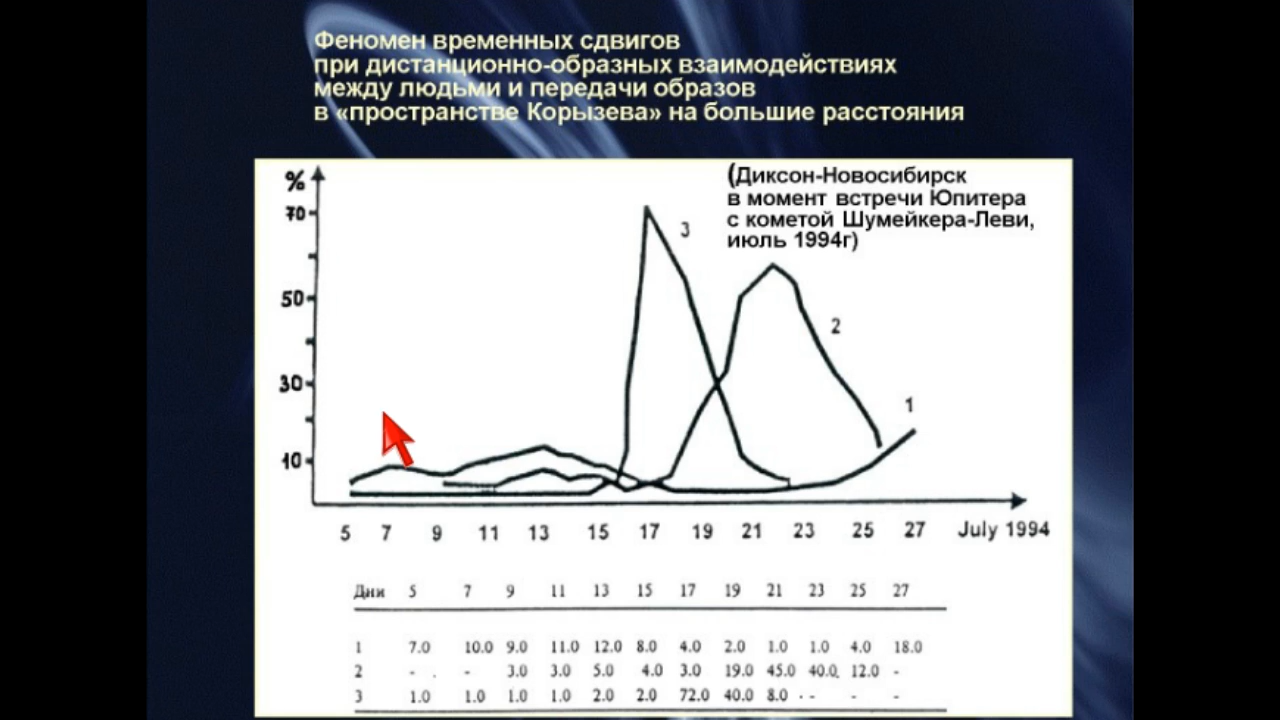 Феномен временных сдвигов
при дистанционно-образных взаимодействиях
между людьми и передачи образов
в «пространстве Корызева» на большие расстояния
(Диксон-Новосибирск
в момент встречи Юпитера
с кометой Шумейкера-Леви,
июль 1994г)
%
70
50
30
10
3
2
1
5 7 9 11 13 15 17 19 21 23 25 27 July 1994
Дни 5 7 9 11 13 15 17 19 21 23 25 27
1 7.0 10.0 9.0 11.0 12.0 8.0 4.0 2.0 1.0 1.0 4.0 18.0
2 - - 3.0 3.0 5.0 4.0 3.0 19.0 45.0 40.0. 12.0 -
3 1.0 1.0 1.0 1.0 2.0 2.0 72.0 40.0 8.0 - - -